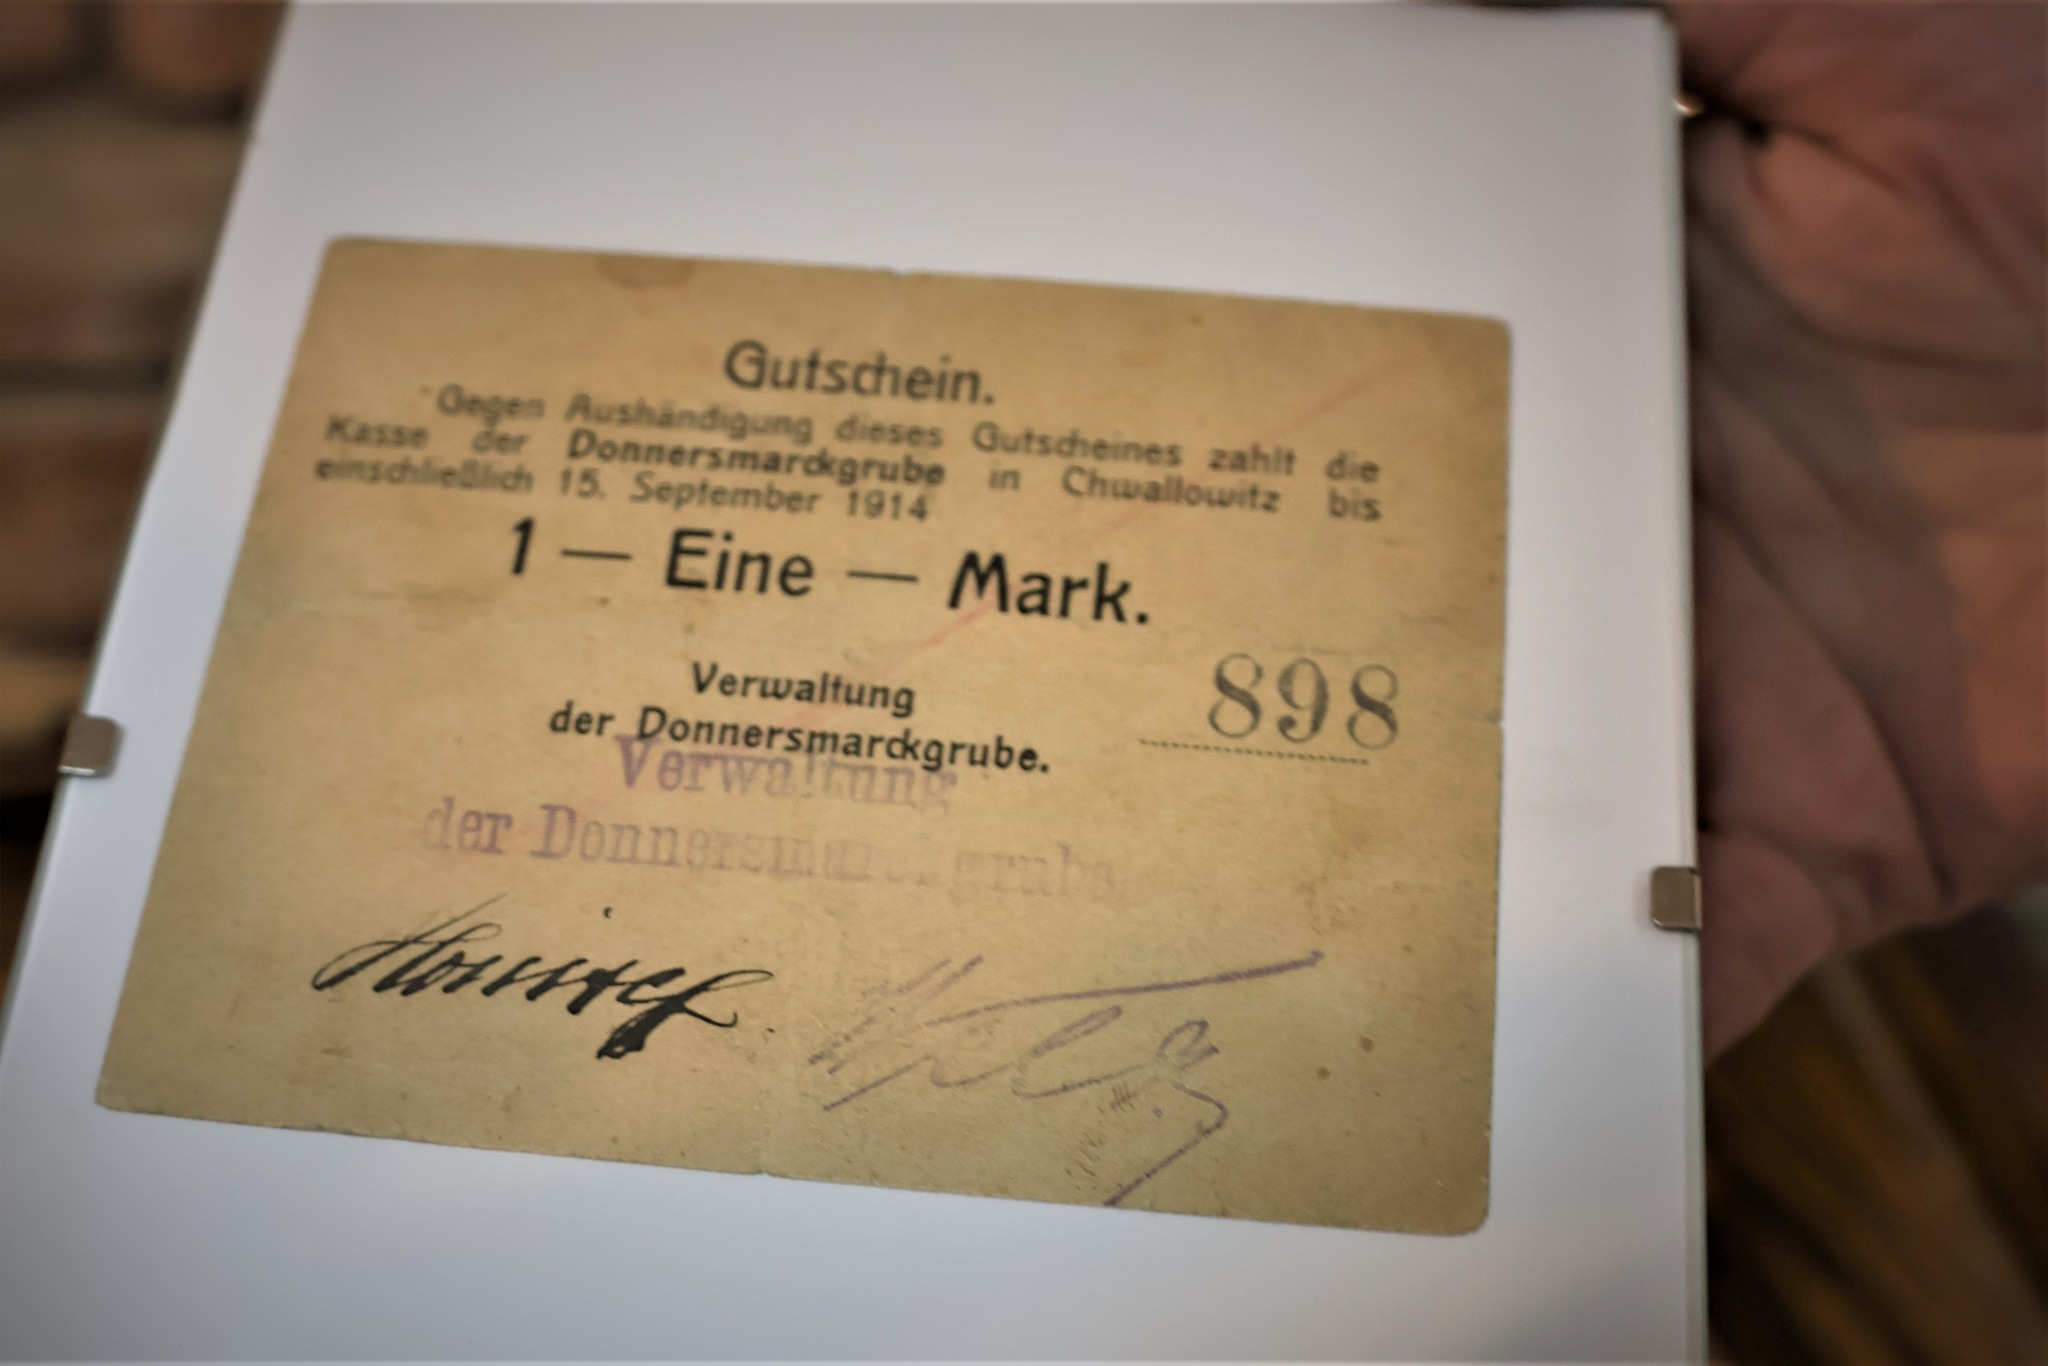 Gutschein.
Gegen Aushändigung dieses Gutscheines zahlt die
Kasse der Donnersmarckgrube in Chwallowitz bis
einschließlich 15. September 1914
1 — Eine — Mark.
Verwaltung
der Donnersmarckgrube.
898
Verwaltung
der Donnersmarckgrube